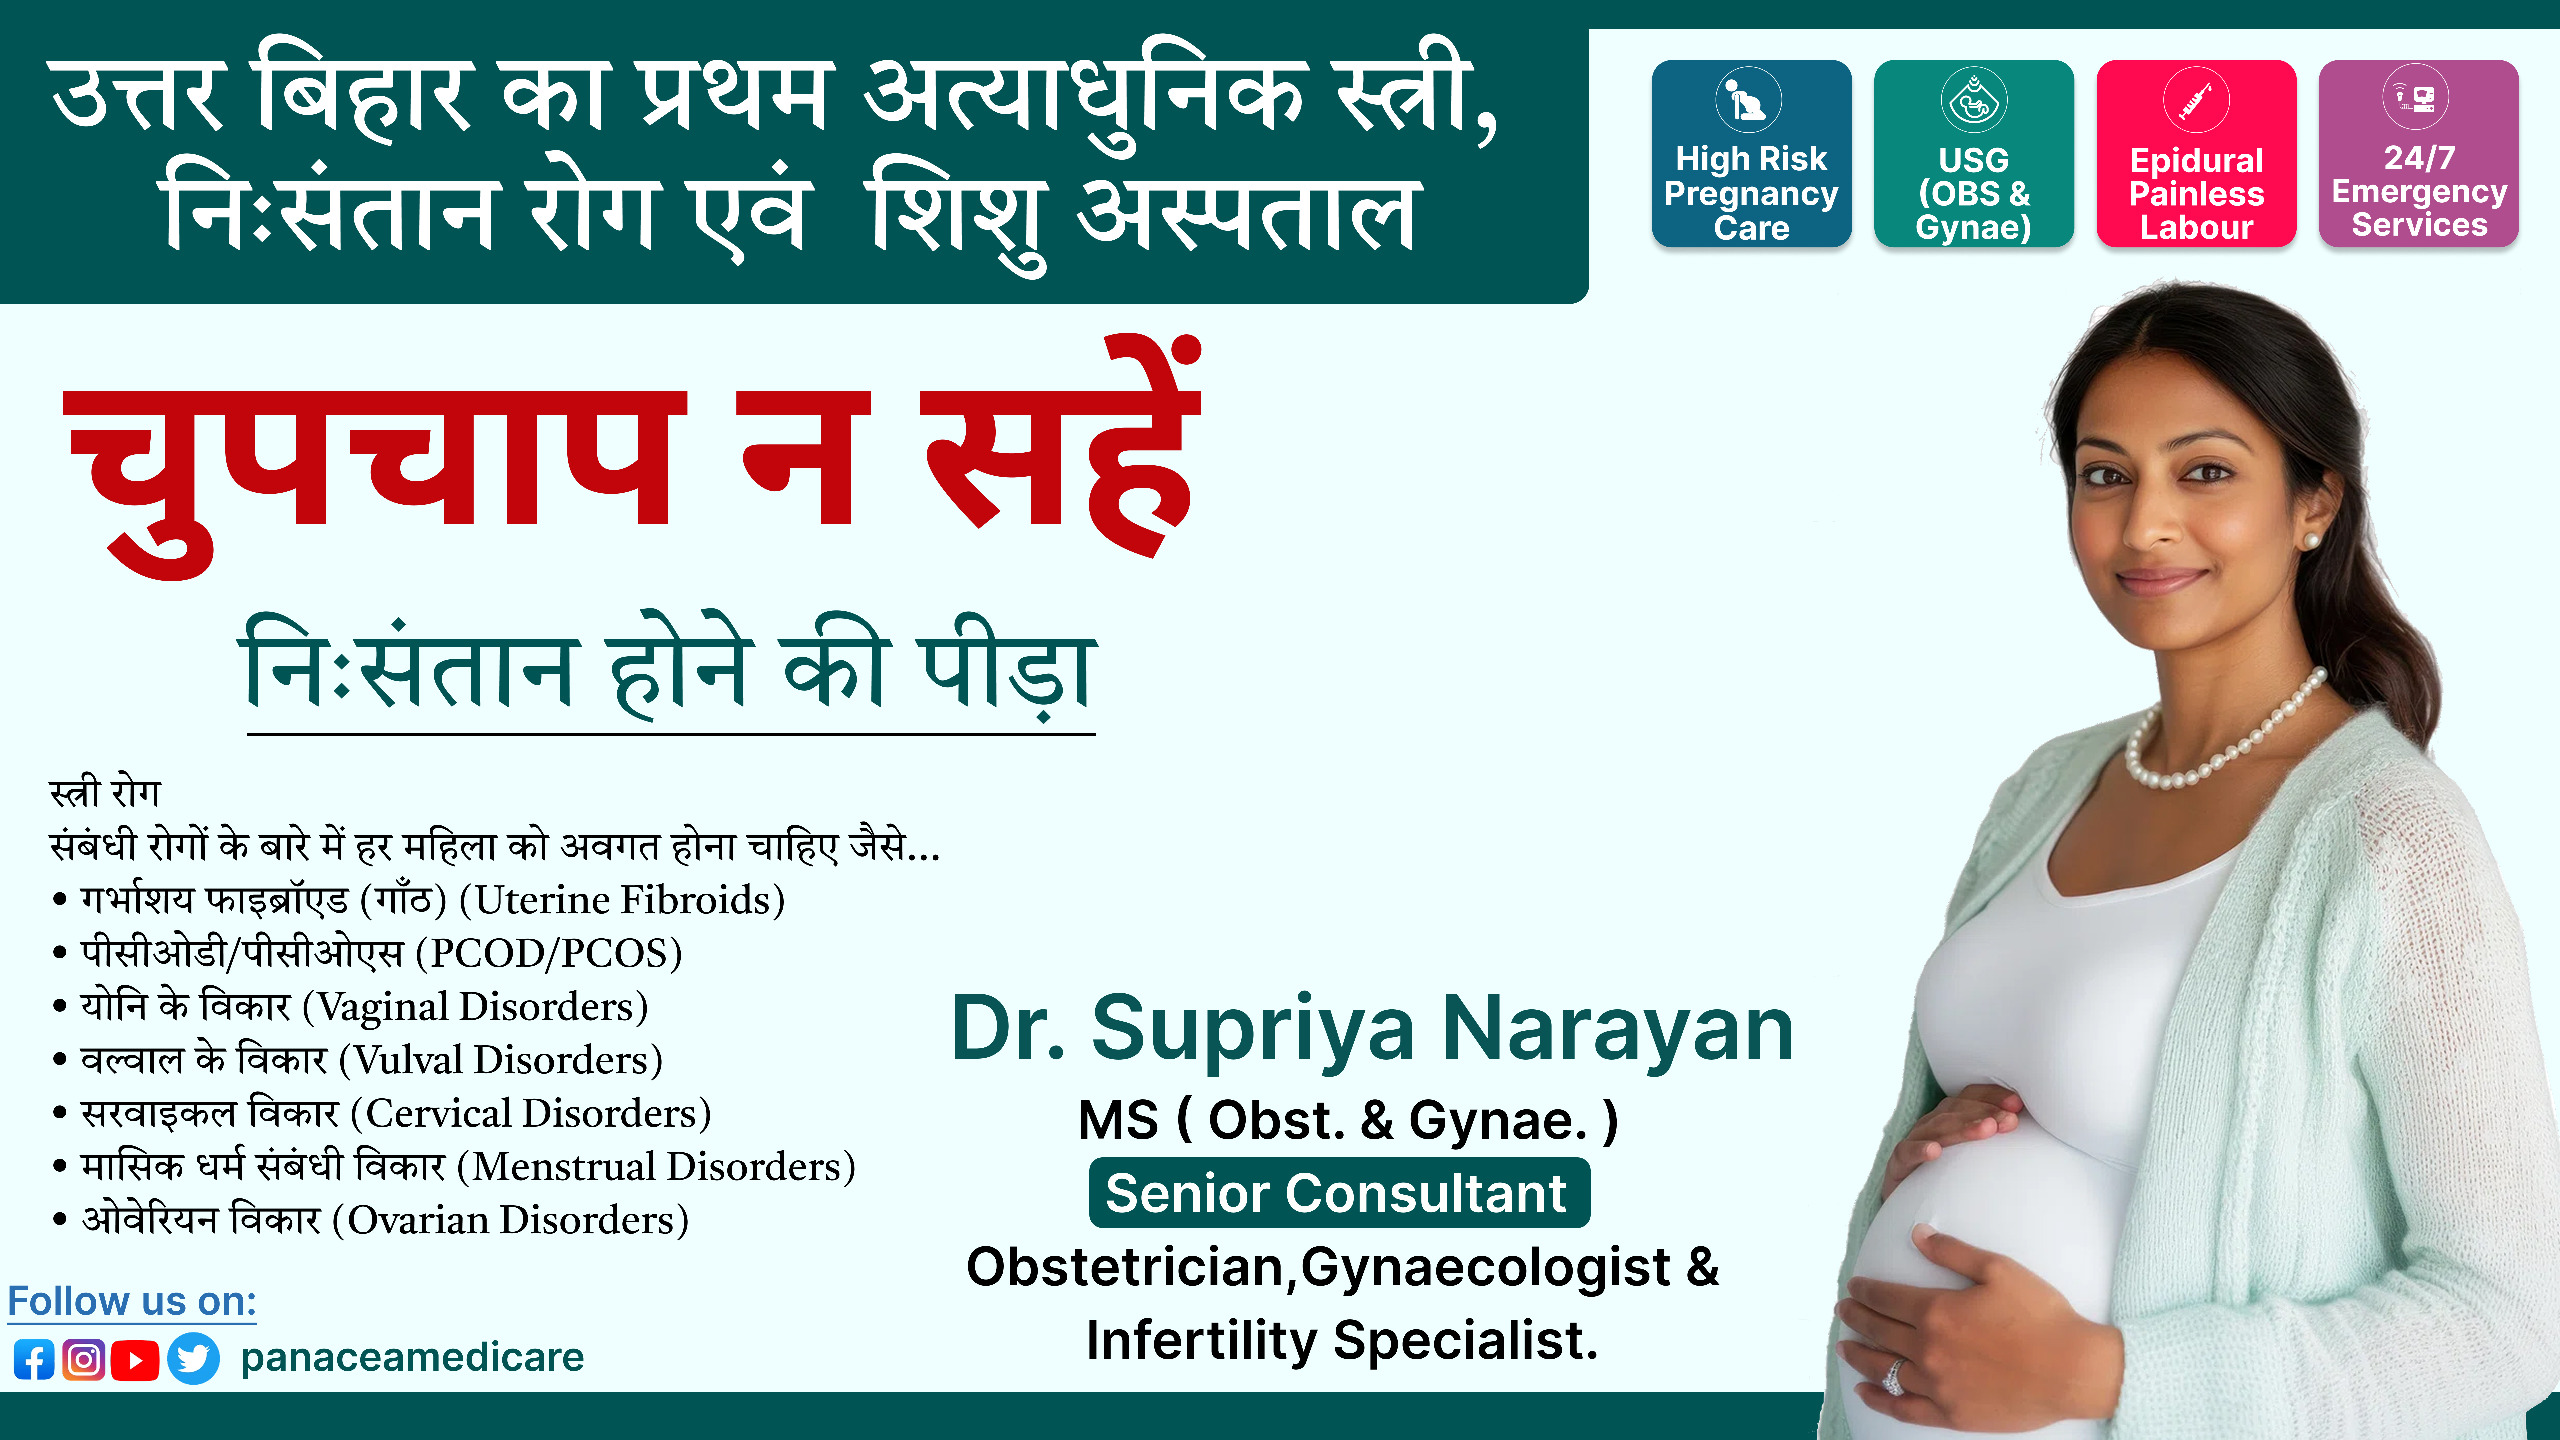 उत्तर बिहार का प्रथम अत्याधुनिक स्त्री,
निःसंतान रोग एवं शिशु अस्पताल
High Risk
Pregnancy
Care
USG
(OBS &
Gynae)
Epidural
Painless
Labour
24/7
Emergency
Services
चुपचाप न सहें
निःसंतान होने की पीड़ा
स्त्री रोग
संबंधी रोगों के बारे में हर महिला को अवगत होना चाहिए जैसे...
• गर्भाशय फाइब्रॉएड (गाँठ) (Uterine Fibroids)
• पीसीओडी/पीसीओएस (PCOD/PCOS)
• योनि के विकार (Vaginal Disorders)
• वल्वाल के विकार (Vulval Disorders)
• सरवाइकल विकार (Cervical Disorders)
• मासिक धर्म संबंधी विकार (Menstrual Disorders)
• ओवेरियन विकार (Ovarian Disorders)
Dr. Supriya Narayan
MS ( Obst. & Gynae. )
Senior Consultant
Obstetrician,Gynaecologist &
Infertility Specialist.
Follow us on:
panaceamedicare